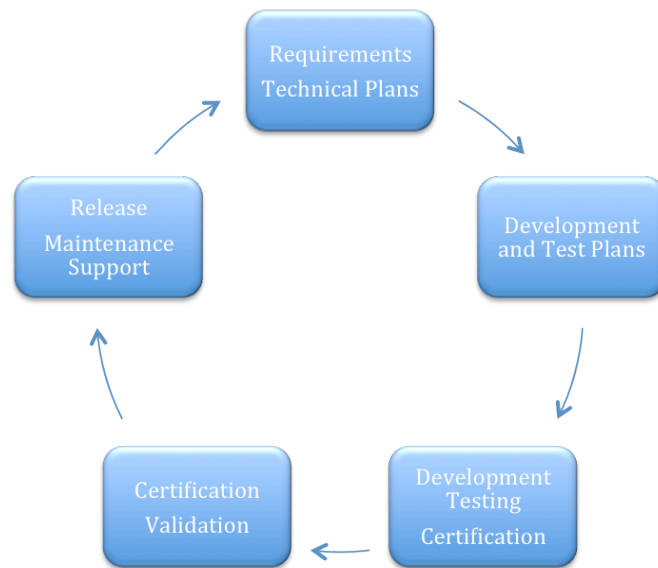 Requirements
Technical Plans
Development
and Test Plans
Development
Testing
Certification
Certification
Validation
Release
Maintenance
Support